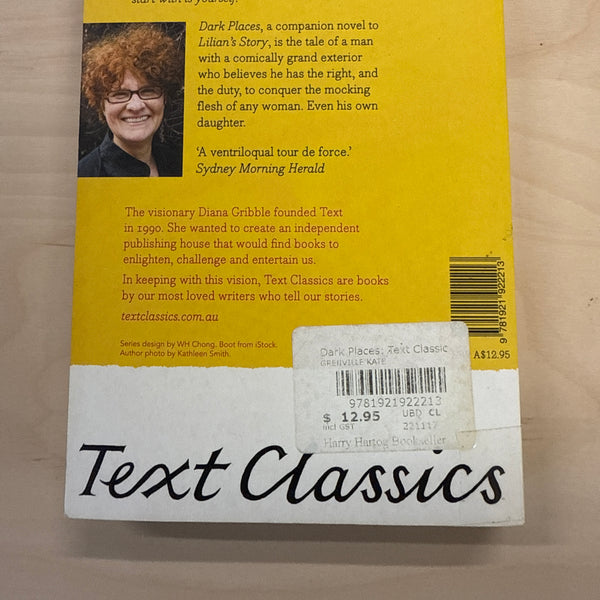 start with is yourself.
Dark Places, a companion novel to
Lilian's Story, is the tale of a man
with a comically grand exterior
who believes he has the right, and
the duty, to conquer the mocking
flesh of any woman. Even his own
daughter.
'A ventriloqual tour de force.'
Sydney Morning Herald
The visionary Diana Gribble founded Text
in 1990. She wanted to create an independent
publishing house that would find books to
enlighten, challenge and entertain us.
In keeping with this vision, Text Classics are books
by our most loved writers who tell our stories.
textclassics.com.au
Series design by WH Chong. Boot from iStock.
Author photo by Kathleen Smith.
9 781921 922213
A$12.95
Dark Places: Text Classic
GRENVILLE KATE
9781921922213
$ 12.95 UBD CL
incl GST 221117
Harry Hartog Bookseller
Text Classics